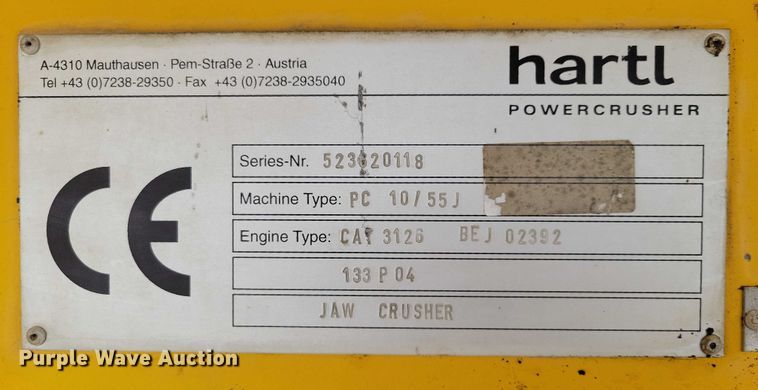 A-4310 Mauthausen · Pem-Straße 2 · Austria
Tel +43 (0)7238-29350 · Fax +43 (0)7238-2935040
hartl
POWERCRUSHER
CE
Series-Nr. 523620118
Machine Type: PC 10/55J
Engine Type: CAT 3126 BEJ 02392
133 P 04
JAW CRUSHER
Purple Wave Auction